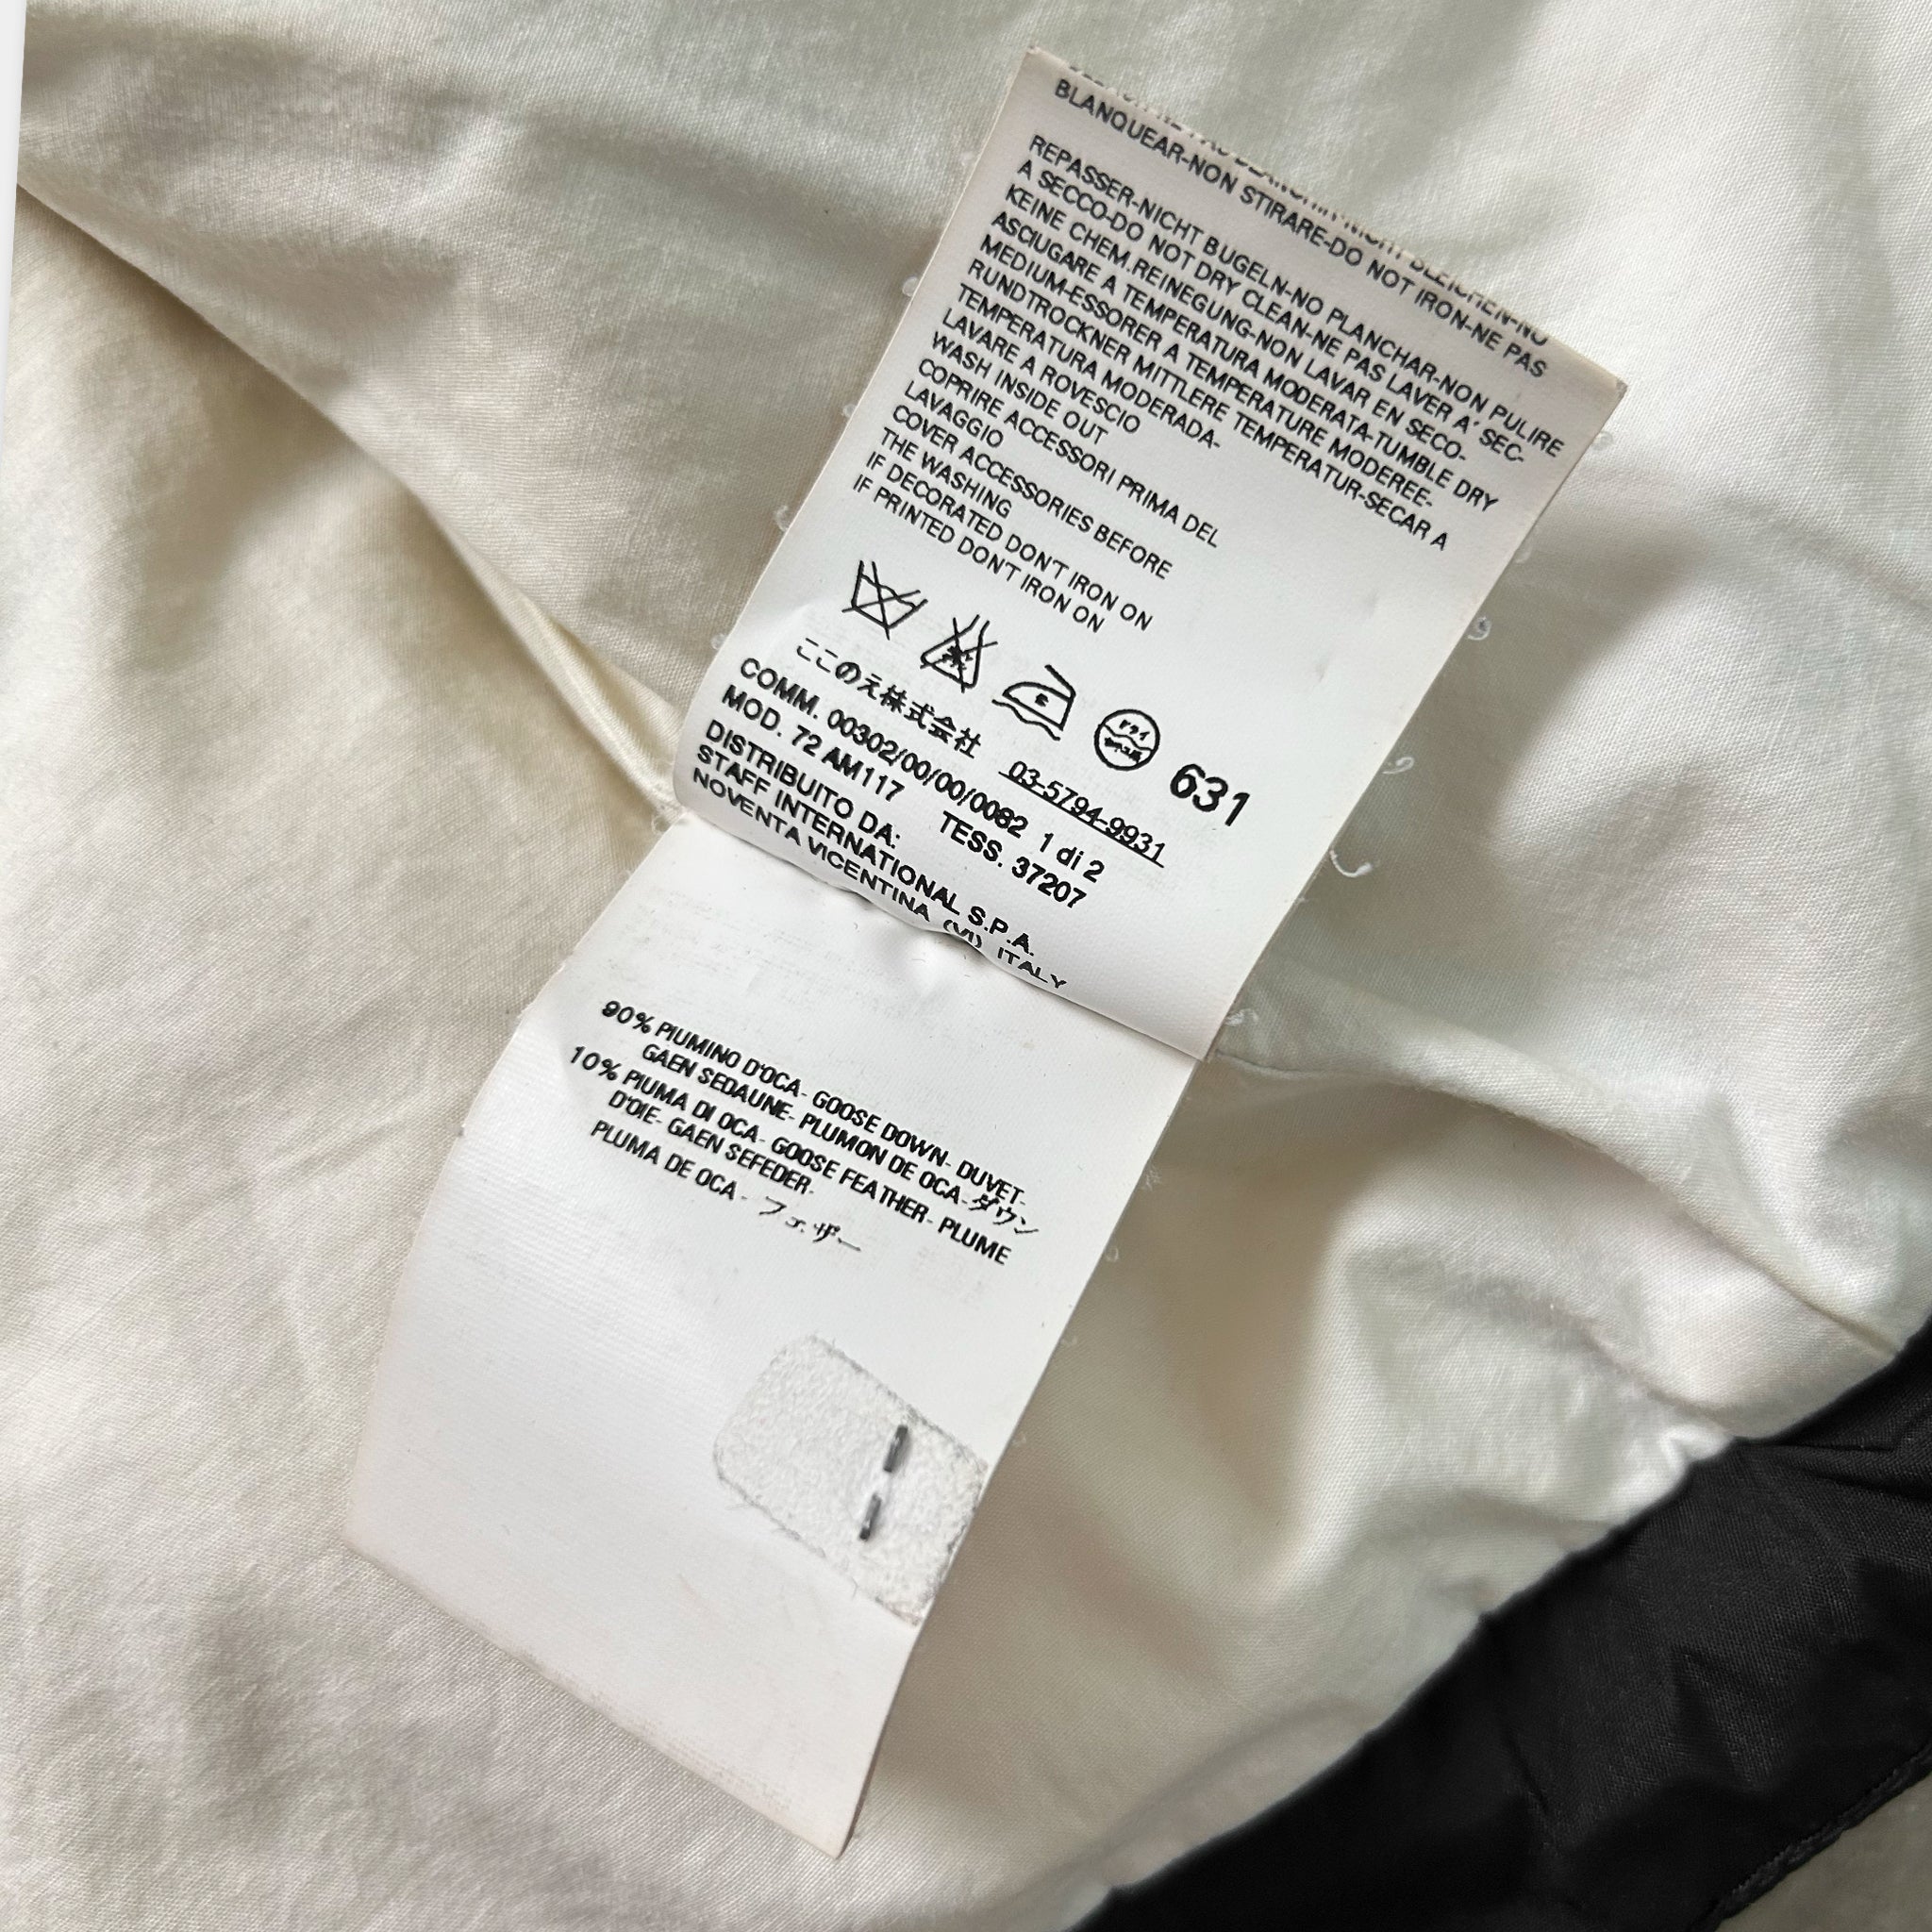 BLANQUEAR-NON STIRARE-DO NOT IRON-NE PAS
REPASSER-NICHT BUGELN-NO PLANCHAR-NON PULIRE
A SECCO-DO NOT DRY CLEAN-NE PAS LAVER A' SEC-
KEINE CHEM.REINEGUNG-NON LAVAR EN SECO-
ASCIUGARE A TEMPERATURA MODERATA-TUMBLE DRY
MEDIUM-ESSORER A TEMPERATURE MODEREE-
RUNDTROCKNER MITTLERE TEMPERATUR-SECAR A
TEMPERATURA MODERADA-
LAVARE A ROVESCIO
WASH INSIDE OUT
COPRIRE ACCESSORI PRIMA DEL
LAVAGGIO
COVER ACCESSORIES BEFORE
THE WASHING
IF DECORATED DON'T IRON ON
IF PRINTED DON'T IRON ON
ドライ
631
ここのえ株式会社 03-5794-9931
COMM. 00302/00/00/0082 1 di 2
MOD. 72 AM117 TESS. 37207
DISTRIBUITO DA:
STAFF INTERNATIONAL S.P.A.
NOVENTA VICENTINA (VI) ITALY
90% PIUMINO D'OCA- GOOSE DOWN- DUVET-
GAEN SEDAUNE- PLUMON DE OCA-ダウン
10% PIUMA DI OCA- GOOSE FEATHER- PLUME
D'OIE- GAEN SEFEDER-
PLUMA DE OCA- フェザー